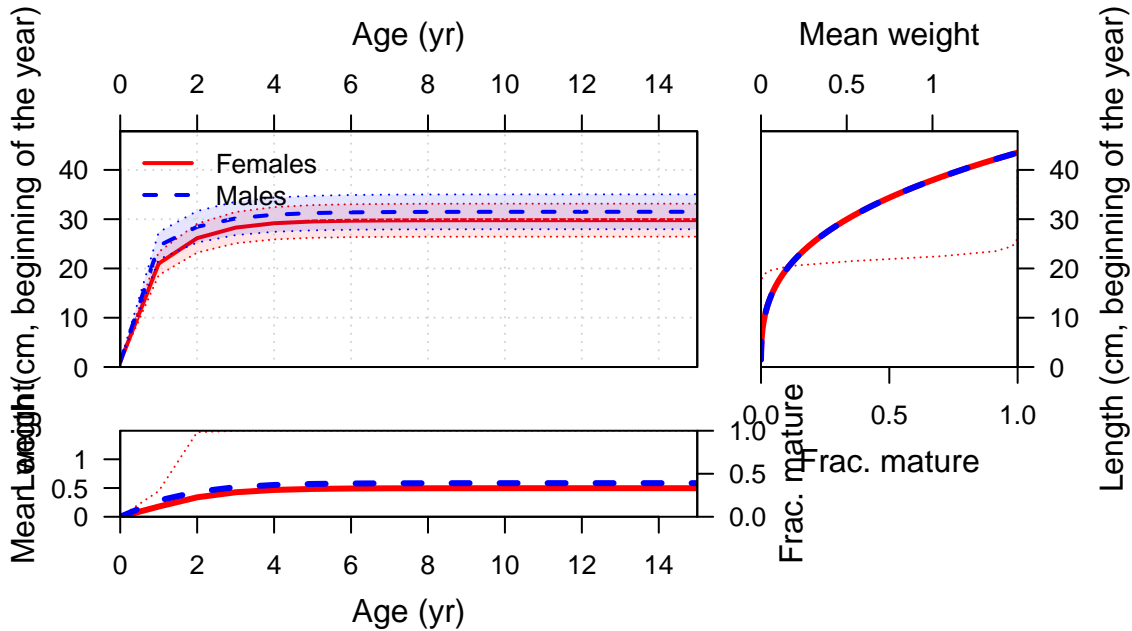 Age (yr)
Mean weight
0 2 4 6 8 10 12 14
0 0.5 1
Length (cm, beginning of the year)
40
30
20
10
0
Females
Males
40
30
20
10
0
Length (cm, beginning of the year)
0.0 0.5 1.0
Frac. mature
Mean weight
1
0.5
0
1.0
0.5
0.0
Frac. mature
0 2 4 6 8 10 12 14
Age (yr)